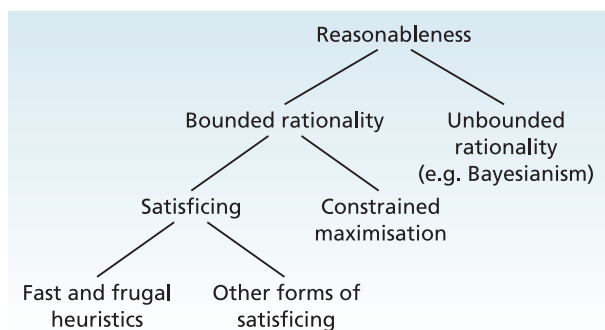 Reasonableness
Bounded rationality
Unbounded
rationality
(e.g. Bayesianism)
Satisficing
Constrained
maximisation
Fast and frugal
heuristics
Other forms of
satisficing